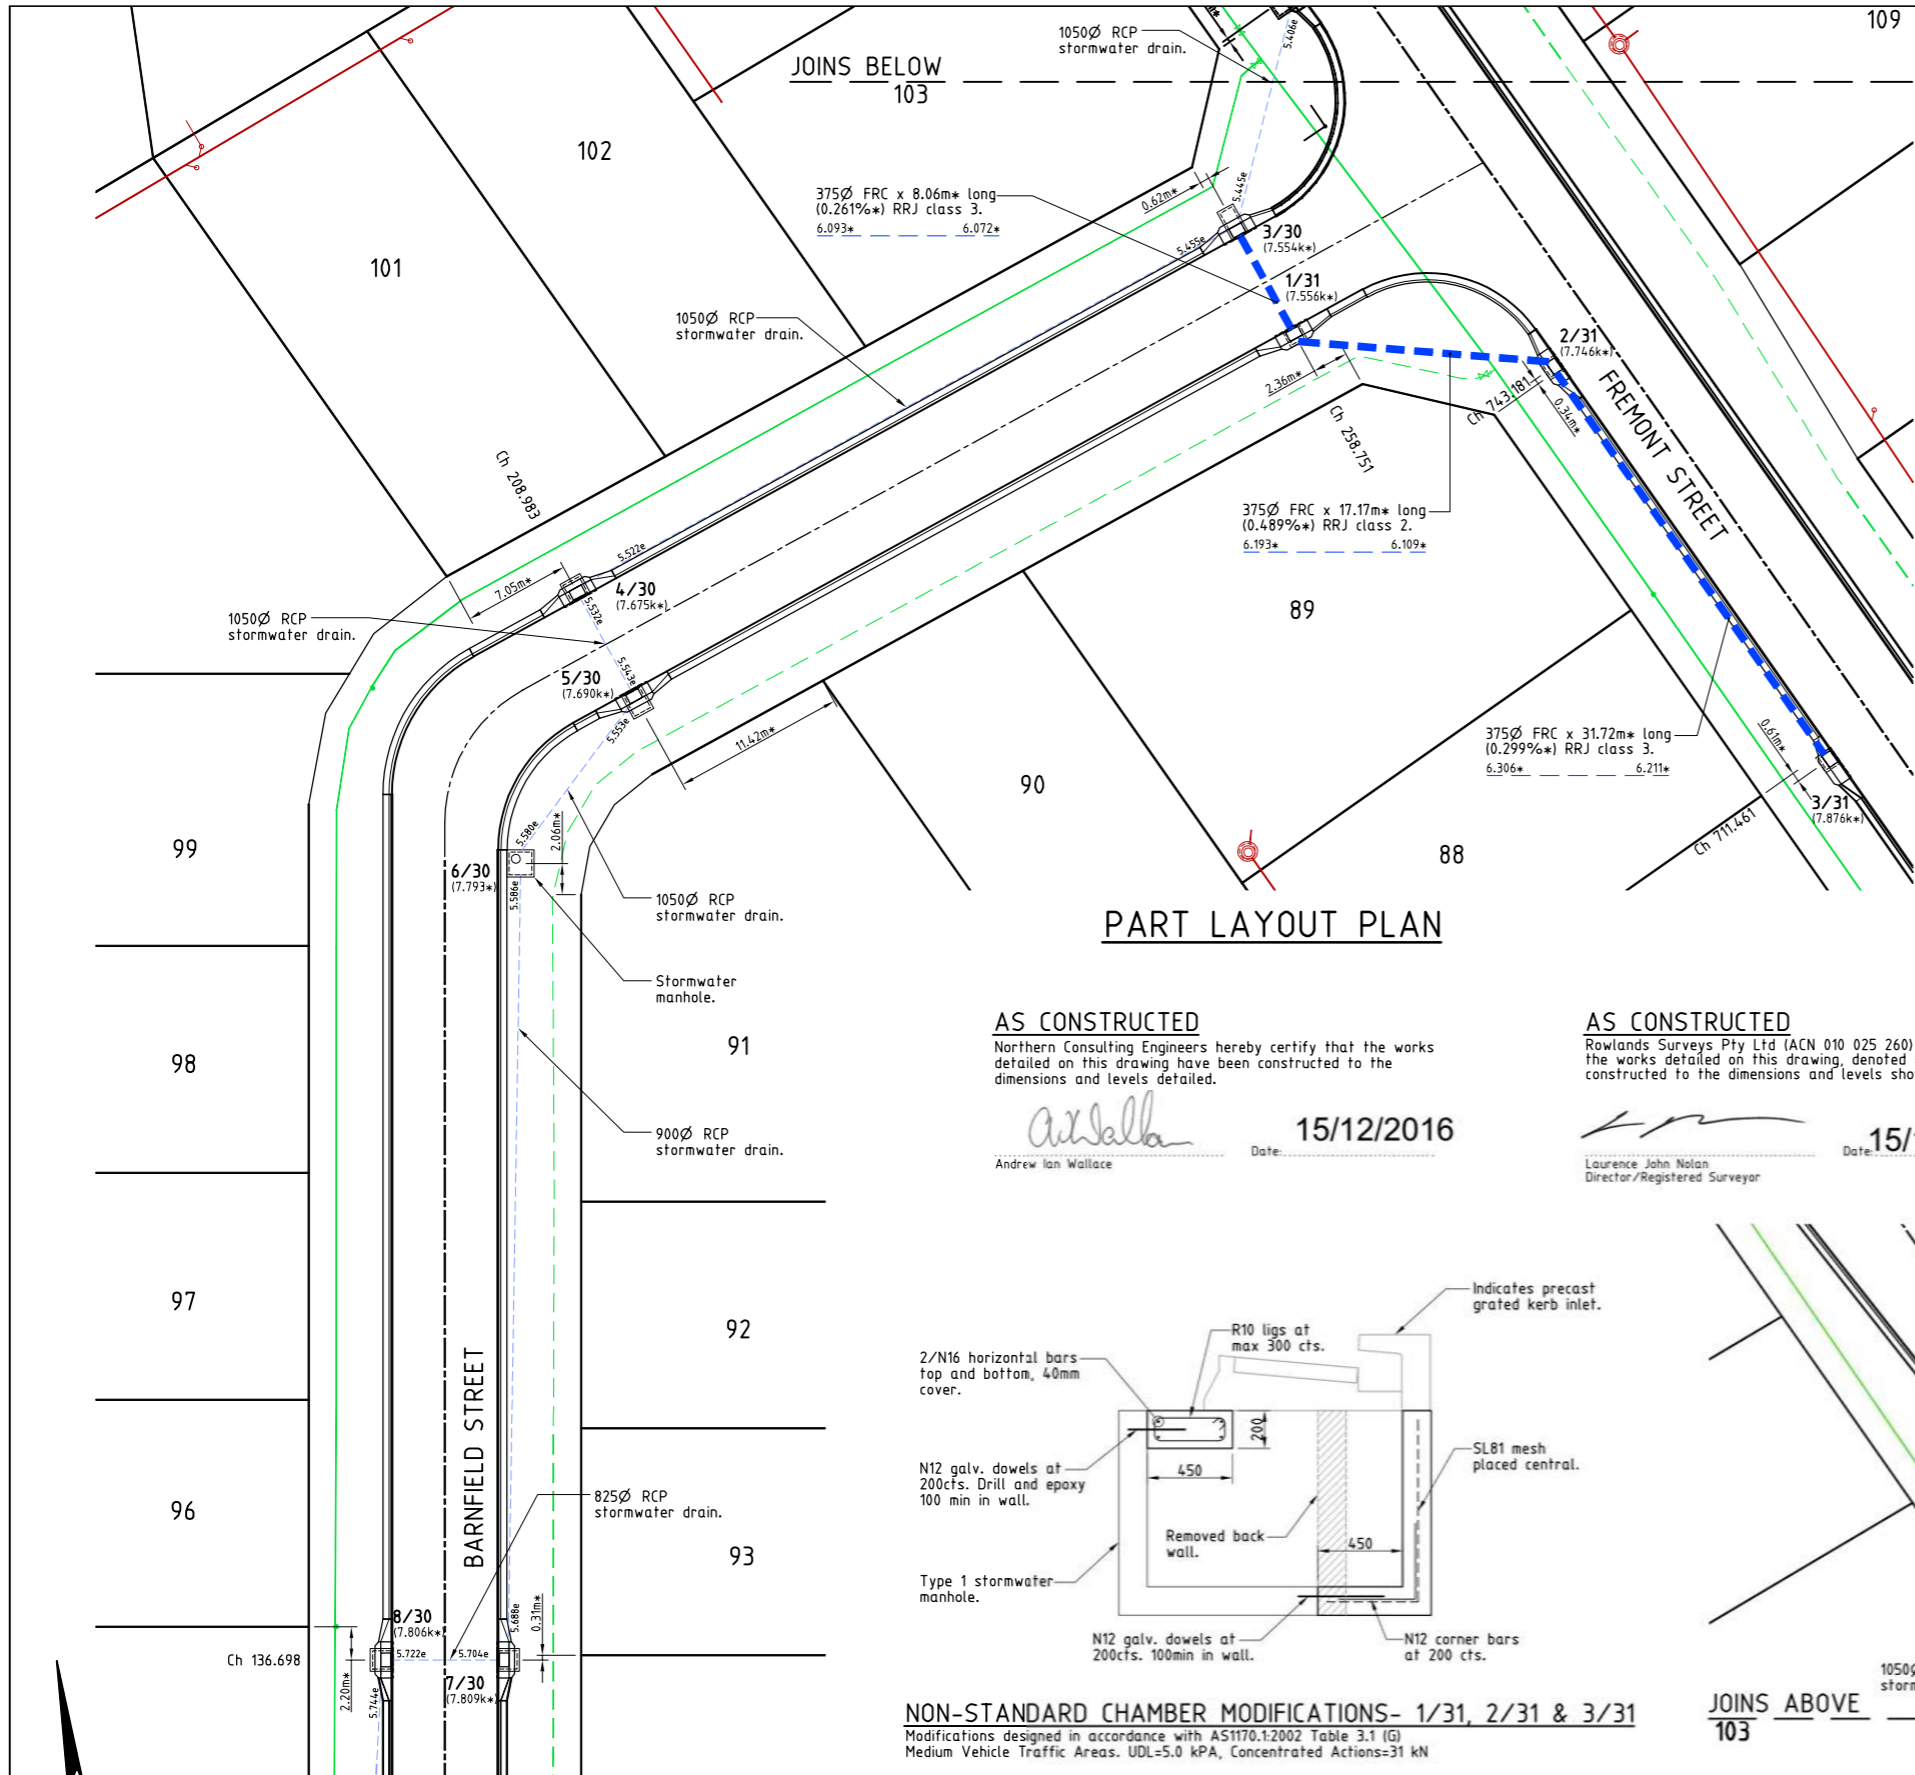 109
1050Ø RCP
stormwater drain.
5.406e
JOINS BELOW
103
102
375Ø FRC x 8.06m* long
(0.261%*) RRJ class 3.
6.093* 6.072*
0.62m*
5.445e
3/30
(7.554k*)
5.455e
101
1/31
(7.556k*)
1050Ø RCP
stormwater drain.
2/31
(7.746k*)
2.36m*
Ch 743.181
0.34m*
FREMONT STREET
Ch 258.751
Ch 208.983
375Ø FRC x 17.17m* long
(0.489%*) RRJ class 2.
6.193* 6.109*
5.522e
7.05m*
4/30
(7.675k*)
5.532e
1050Ø RCP
stormwater drain.
89
5.543e
5/30
(7.690k*)
5.553e
11.42m*
375Ø FRC x 31.72m* long
(0.299%*) RRJ class 3.
6.306* 6.211*
0.61m*
90
3/31
(7.876k*)
Ch 711.461
99
5.580e
2.06m*
88
6/30
(7.793*)
5.586e
1050Ø RCP
stormwater drain.
PART LAYOUT PLAN
Stormwater
manhole.
98
91
AS CONSTRUCTED
Northern Consulting Engineers hereby certify that the works
detailed on this drawing have been constructed to the
dimensions and levels detailed.
15/12/2016
Date:
Andrew Ian Wallace
AS CONSTRUCTED
Rowlands Surveys Pty Ltd (ACN 010 025 260)
the works detailed on this drawing, denoted
constructed to the dimensions and levels sho
Date: 15/
Laurence John Nolan
Director/Registered Surveyor
900Ø RCP
stormwater drain.
97
92
BARNFIELD STREET
Indicates precast
grated kerb inlet.
R10 ligs at
max 300 cts.
2/N16 horizontal bars
top and bottom, 40mm
cover.
200
450
SL81 mesh
placed central.
N12 galv. dowels at
200cts. Drill and epoxy
100 min in wall.
Removed back
wall.
450
Type 1 stormwater
manhole.
N12 galv. dowels at
200cts. 100min in wall.
N12 corner bars
at 200 cts.
96
825Ø RCP
stormwater drain.
93
8/30
(7.806k*)
5.688e
0.31m*
5.722e 5.704e
Ch 136.698
2.20m*
5.744e
7/30
(7.809k*)
NON-STANDARD CHAMBER MODIFICATIONS- 1/31, 2/31 & 3/31
Modifications designed in accordance with AS1170.1:2002 Table 3.1 (G)
Medium Vehicle Traffic Areas. UDL=5.0 kPA, Concentrated Actions=31 kN
1050Ø
storm
JOINS ABOVE
103